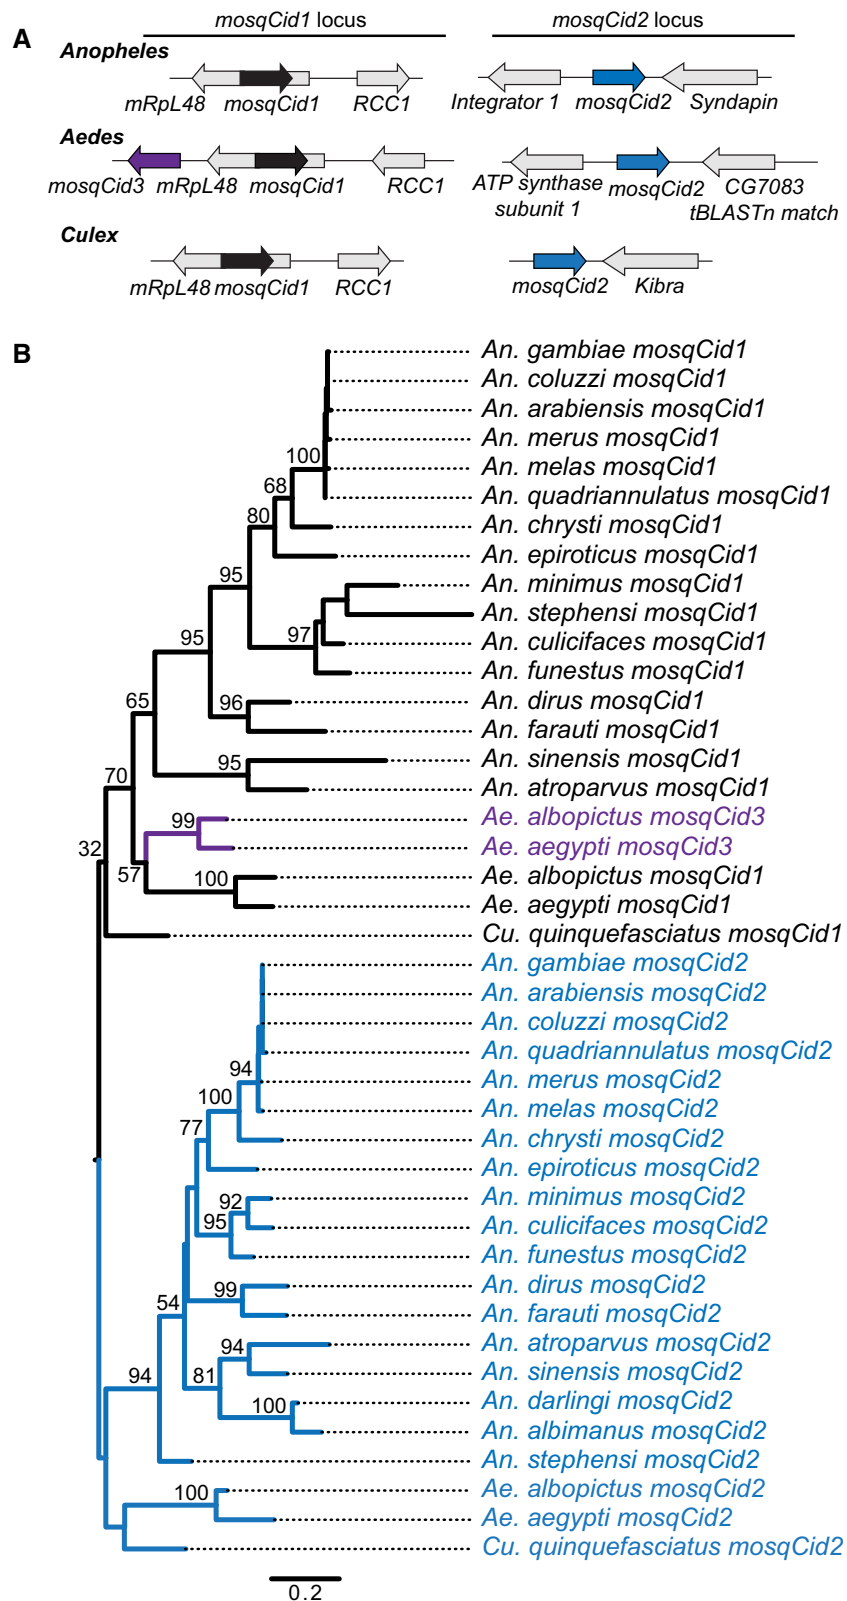 A
mosqCid1 locus
mosqCid2 locus
Anopheles
mRpL48 mosqCid1 RCC1
Integrator 1 mosqCid2 Syndapin
Aedes
mosqCid3 mRpL48 mosqCid1 RCC1
ATP synthase subunit 1 mosqCid2 CG7083 tBLASTn match
Culex
mRpL48 mosqCid1 RCC1
mosqCid2 Kibra
B
An. gambiae mosqCid1
An. coluzzi mosqCid1
An. arabiensis mosqCid1
An. merus mosqCid1
100 An. melas mosqCid1
68 An. quadriannulatus mosqCid1
80 An. chrysti mosqCid1
An. epiroticus mosqCid1
95 An. minimus mosqCid1
An. stephensi mosqCid1
95 97 An. culicifaces mosqCid1
An. funestus mosqCid1
65 96 An. dirus mosqCid1
An. farauti mosqCid1
95 An. sinensis mosqCid1
70 An. atroparvus mosqCid1
99 Ae. albopictus mosqCid3
32 Ae. aegypti mosqCid3
57 100 Ae. albopictus mosqCid1
Ae. aegypti mosqCid1
Cu. quinquefasciatus mosqCid1
An. gambiae mosqCid2
An. arabiensis mosqCid2
An. coluzzi mosqCid2
An. quadriannulatus mosqCid2
94 An. merus mosqCid2
100 An. melas mosqCid2
77 An. chrysti mosqCid2
An. epiroticus mosqCid2
92 An. minimus mosqCid2
95 An. culicifaces mosqCid2
An. funestus mosqCid2
99 An. dirus mosqCid2
54 An. farauti mosqCid2
94 An. atroparvus mosqCid2
94 81 An. sinensis mosqCid2
100 An. darlingi mosqCid2
An. albimanus mosqCid2
An. stephensi mosqCid2
100 Ae. albopictus mosqCid2
Ae. aegypti mosqCid2
Cu. quinquefasciatus mosqCid2
0.2